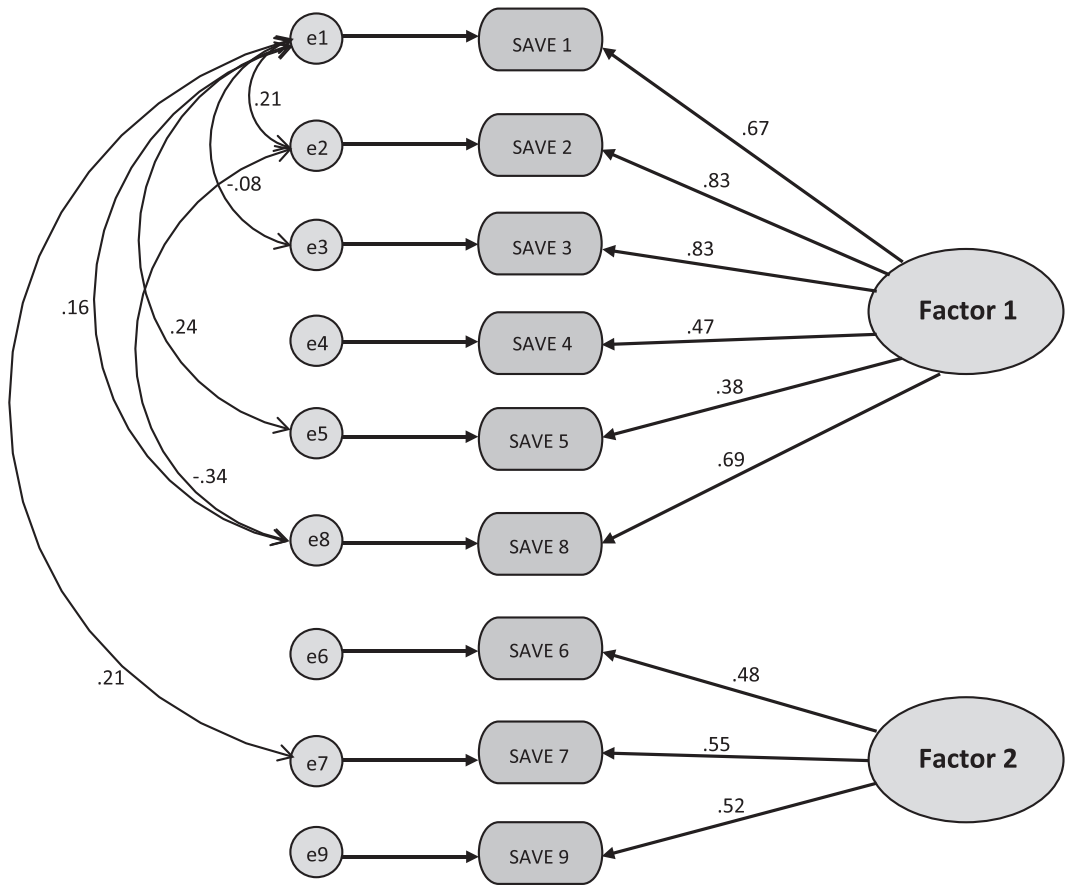 e1
SAVE 1
.67
.21
e2
SAVE 2
.83
-.08
e3
SAVE 3
.83
Factor 1
.16
.24
e4
SAVE 4
.47
.38
e5
SAVE 5
.69
-.34
e8
SAVE 8
e6
SAVE 6
.48
.21
e7
SAVE 7
.55
Factor 2
.52
e9
SAVE 9